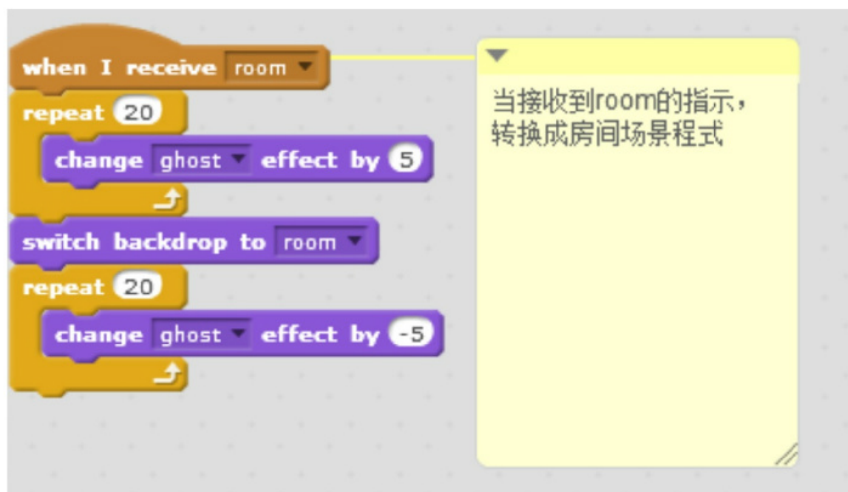 when I receive room
repeat 20
change ghost effect by 5
switch backdrop to room
repeat 20
change ghost effect by -5
当接收到room的指示，
转换成房间场景程式